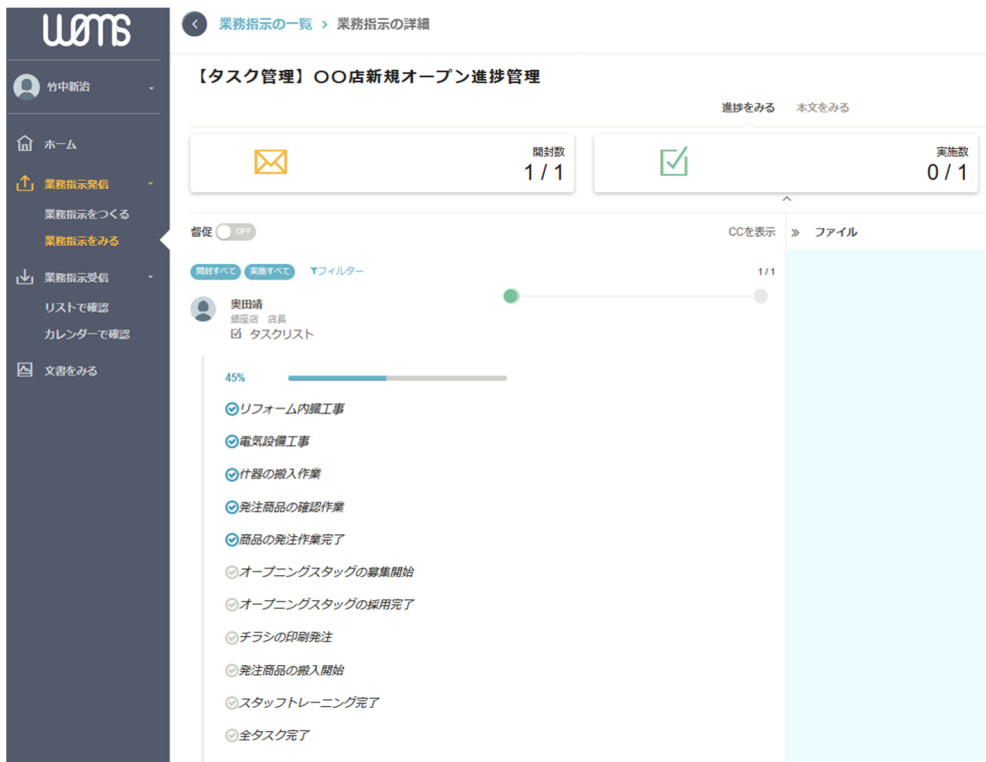 WOMS
業務指示の一覧 > 業務指示の詳細
竹中新治
ホーム
業務指示発信
業務指示をつくる
業務指示をみる
業務指示受信
リストで確認
カレンダーで確認
文書をみる
【タスク管理】〇〇店新規オープン進捗管理
進捗をみる 本文をみる
開封数
1 / 1
実施数
0 / 1
督促 OFF
CCを表示
» ファイル
開封すべて 実施すべて フィルター
1 / 1
奥田靖
銀座店 店長
タスクリスト
45%
リフォーム内臓工事
電気設備工事
什器の搬入作業
発注商品の確認作業
商品の発注作業完了
オープニングスタッグの募集開始
オープニングスタッグの採用完了
チラシの印刷発注
発注商品の搬入開始
スタッフトレーニング完了
全タスク完了